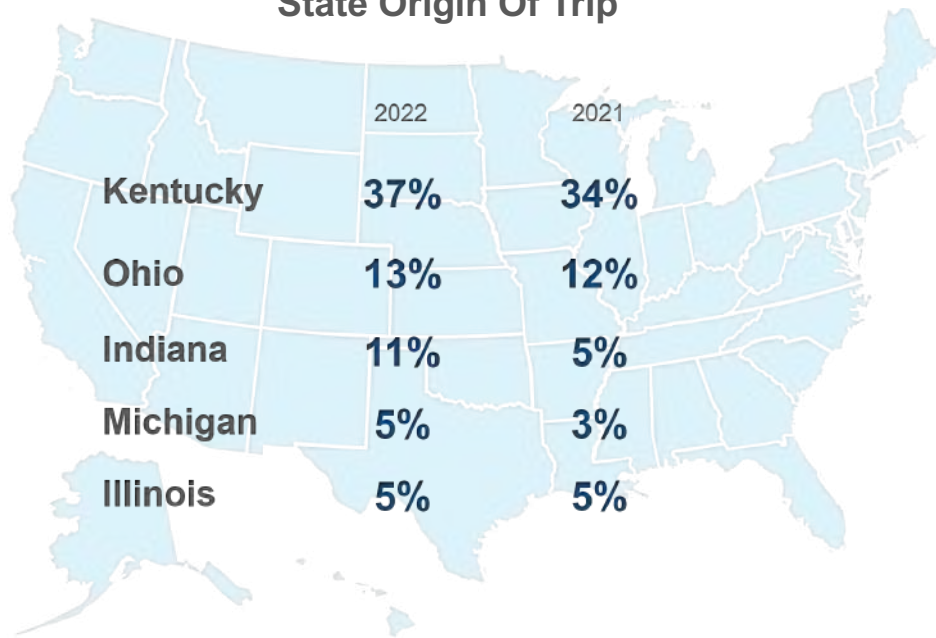 State Origin Of Trip
2022 2021
Kentucky 37% 34%
Ohio 13% 12%
Indiana 11% 5%
Michigan 5% 3%
Illinois 5% 5%